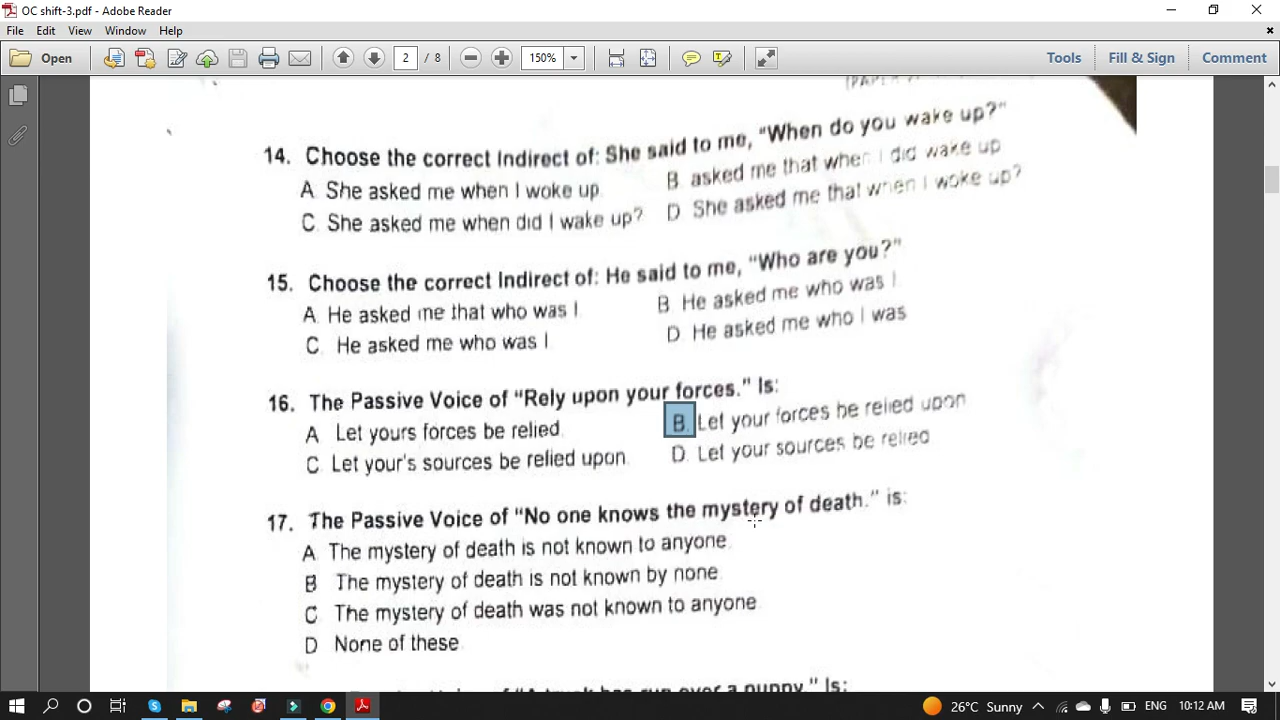 OC shift-3.pdf - Adobe Reader
File Edit View Window Help
Open 2 / 8 150% Tools Fill & Sign Comment
14. Choose the correct Indirect of: She said to me, "When do you wake up?"
A. She asked me when I woke up. B. asked me that when I did wake up
C. She asked me when did I wake up? D She asked me that when I woke up?
15. Choose the correct Indirect of: He said to me, "Who are you?"
A. He asked me that who was I B. He asked me who was I
C. He asked me who was I D. He asked me who I was
16. The Passive Voice of "Rely upon your forces." Is:
A Let yours forces be relied. B. Let your forces be relied upon
C. Let your's sources be relied upon. D. Let your sources be relied
17. The Passive Voice of "No one knows the mystery of death." is:
A. The mystery of death is not known to anyone.
B The mystery of death is not known by none
C The mystery of death was not known to anyone
D None of these
"A truck has run over a puppy." Is:
26°C Sunny ENG 10:12 AM